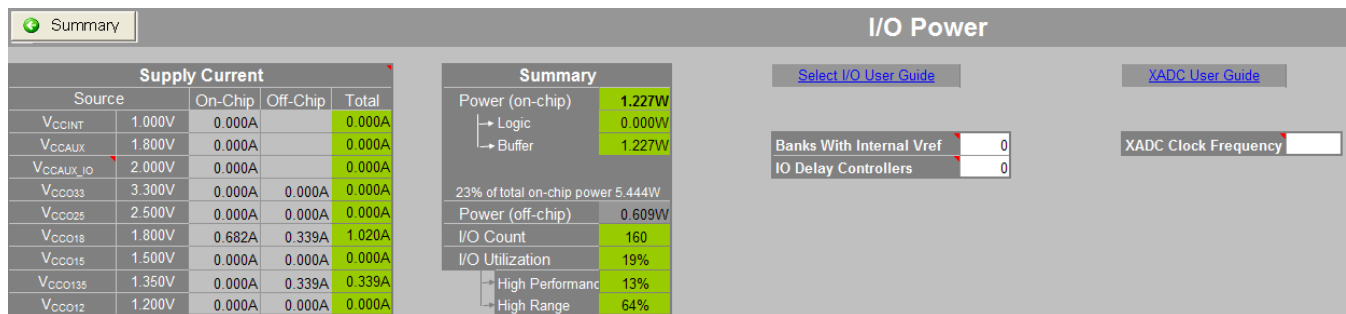 Summary
I/O Power
Supply Current
Source On-Chip Off-Chip Total
VCCINT 1.000V 0.000A 0.000A
VCCAUX 1.800V 0.000A 0.000A
VCCAUX_IO 2.000V 0.000A 0.000A
VCCO33 3.300V 0.000A 0.000A 0.000A
VCCO25 2.500V 0.000A 0.000A 0.000A
VCCO18 1.800V 0.682A 0.339A 1.020A
VCCO15 1.500V 0.000A 0.000A 0.000A
VCCO135 1.350V 0.000A 0.339A 0.339A
VCCO12 1.200V 0.000A 0.000A 0.000A
Summary
Power (on-chip) 1.227W
Logic 0.000W
Buffer 1.227W
23% of total on-chip power 5.444W
Power (off-chip) 0.609W
I/O Count 160
I/O Utilization 19%
High Performanc 13%
High Range 64%
Select I/O User Guide
Banks With Internal Vref 0
IO Delay Controllers 0
XADC User Guide
XADC Clock Frequency